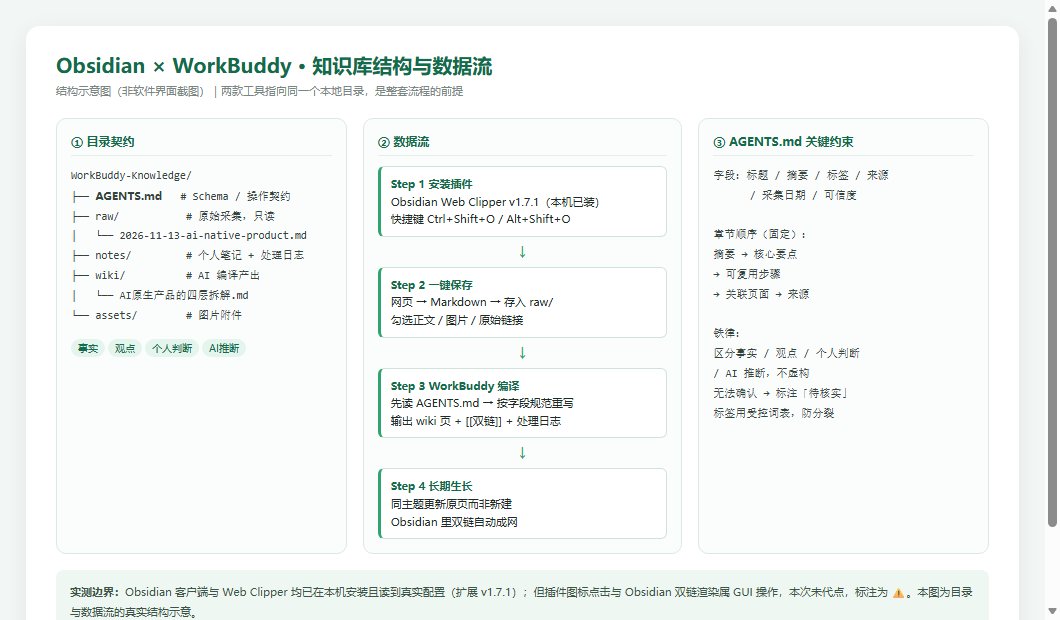 Obsidian × WorkBuddy · 知识库结构与数据流
结构示意图（非软件界面截图）｜两款工具指向同一个本地目录，是整套流程的前提
① 目录契约
WorkBuddy-Knowledge/
├── AGENTS.md # Schema / 操作契约
├── raw/ # 原始采集，只读
│ └── 2026-11-13-ai-native-product.md
├── notes/ # 个人笔记 + 处理日志
├── wiki/ # AI 编译产出
│ └── AI原生产品的四层拆解.md
└── assets/ # 图片附件
事实 观点 个人判断 AI推断
② 数据流
Step 1 安装插件
Obsidian Web Clipper v1.7.1（本机已装）
快捷键 Ctrl+Shift+O / Alt+Shift+O
↓
Step 2 一键保存
网页 → Markdown → 存入 raw/
勾选正文 / 图片 / 原始链接
↓
Step 3 WorkBuddy 编译
先读 AGENTS.md → 按字段规范重写
输出 wiki 页 + [[双链]] + 处理日志
↓
Step 4 长期生长
同主题更新原页而非新建
Obsidian 里双链自动成网
③ AGENTS.md 关键约束
字段：标题 / 摘要 / 标签 / 来源
/ 采集日期 / 可信度
章节顺序（固定）：
摘要 → 核心要点
→ 可复用步骤
→ 关联页面 → 来源
铁律：
区分事实 / 观点 / 个人判断
/ AI 推断，不虚构
无法确认 → 标注「待核实」
标签用受控词表，防分裂
实测边界：Obsidian 客户端与 Web Clipper 均已在本机安装且读到真实配置（扩展 v1.7.1）；但插件图标点击与 Obsidian 双链渲染属 GUI 操作，本次未代点，标注为 ⚠️。本图为目录
与数据流的真实结构示意。